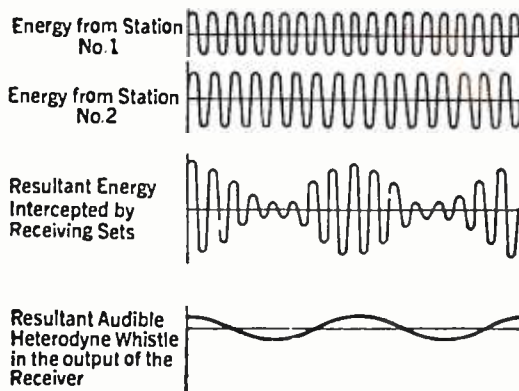 Energy from Station
No.1
Energy from Station
No.2
Resultant Energy
Intercepted by
Receiving Sets
Resultant Audible
Heterodyne Whistle
in the output of the
Receiver